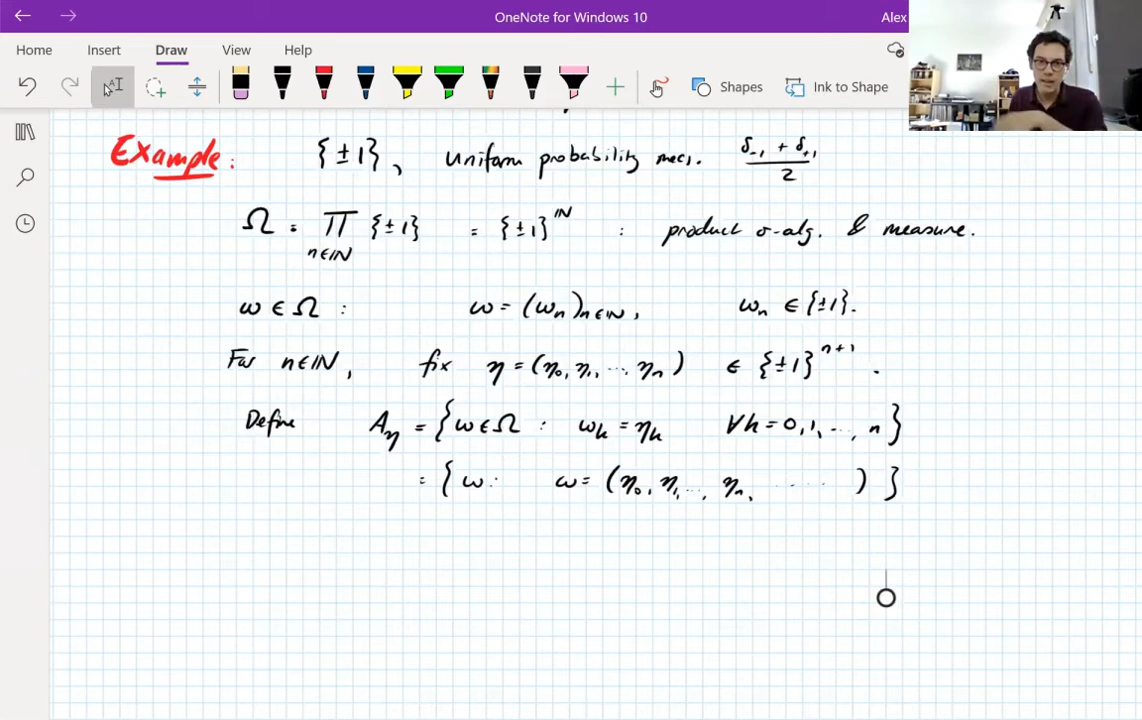 OneNote for Windows 10
Alex
Home Insert Draw View Help
Shapes Ink to Shape
Example: {±1}, Uniform probability mes. (δ₋₁ + δ₊₁)/2
Ω = ∏_{n∈ℕ} {±1} = {±1}^ℕ : product σ-alg. & measure.
ω ∈ Ω : ω = (ωₙ)_{n∈ℕ}, ωₙ ∈ {±1}.
For n∈ℕ, fix η = (η₀, η₁, ..., ηₙ) ∈ {±1}^{n+1}.
Define A_η = {ω∈Ω : ω_k = η_k ∀k = 0, 1, ..., n}
= {ω: ω = (η₀, η₁, ..., ηₙ, ......)}